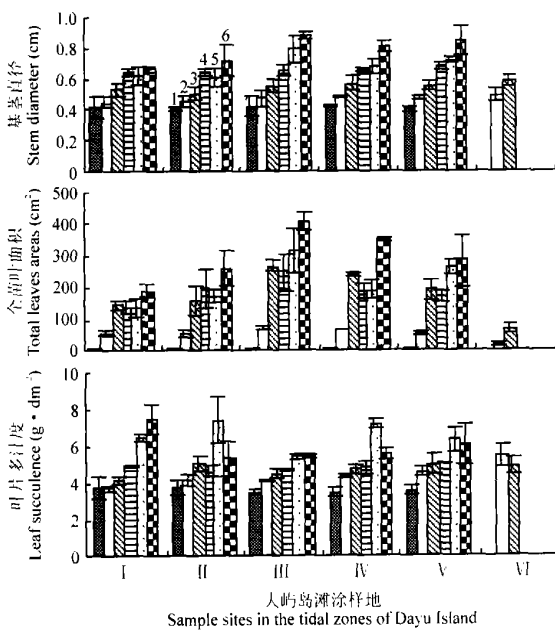 基茎直径
Stem diameter (cm)
1.0
0.8
0.6
0.4
0.2
0
1 2 3 4 5 6
全苗叶面积
Total leaves areas (cm²)
500
400
300
200
100
0
叶片多汁度
Leaf succulence (g·dm⁻²)
10
8
6
4
2
0
I II III IV V VI
大屿岛滩涂样地
Sample sites in the tidal zones of Dayu Island